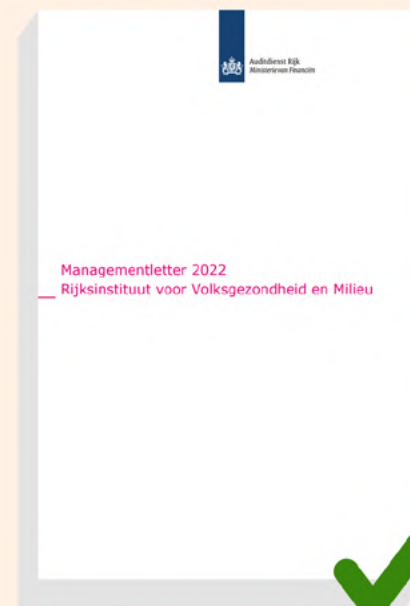 Auditdienst Rijk
Ministerie van Financiën
Managementletter 2022
Rijksinstituut voor Volksgezondheid en Milieu